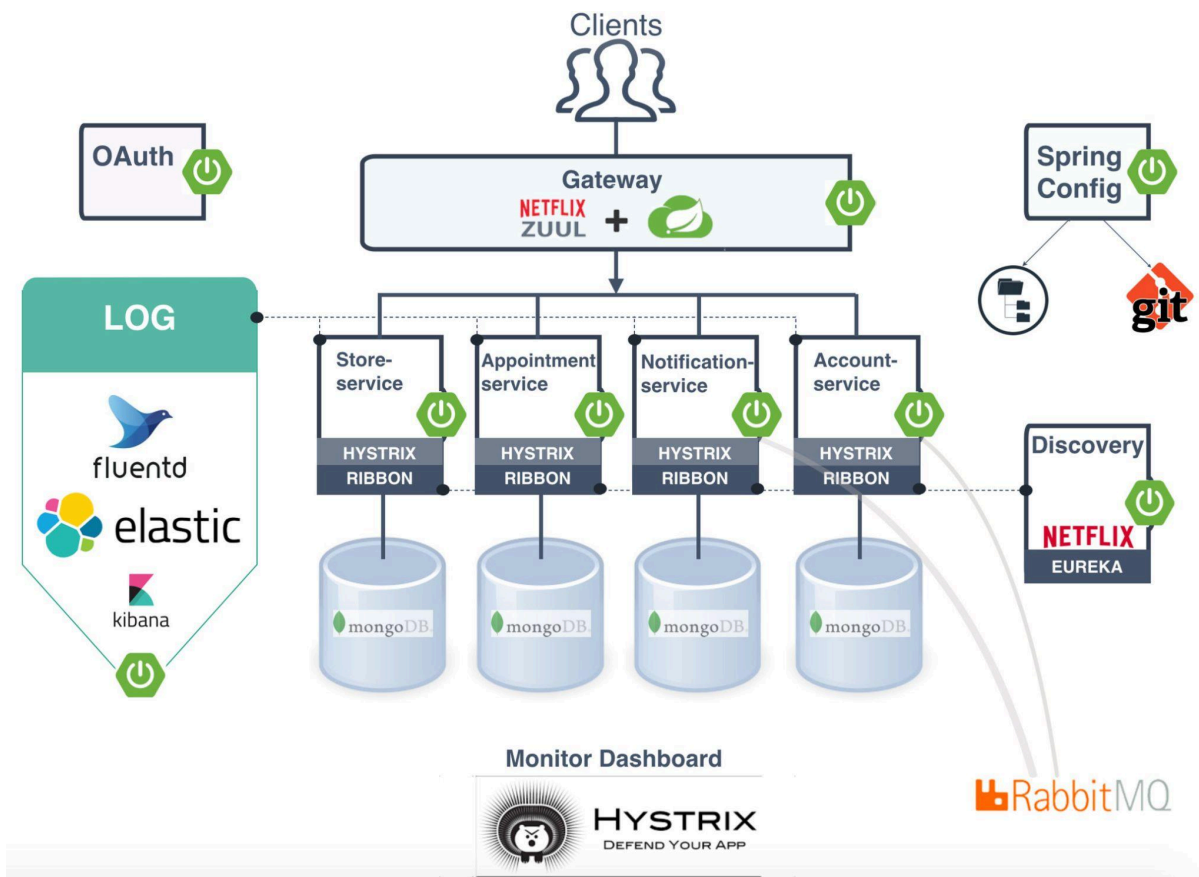 Clients
OAuth
Gateway
NETFLIX
ZUUL
+
Spring
Config
git
LOG
fluentd
elastic
kibana
Store-
service
HYSTRIX
RIBBON
Appointment
service
HYSTRIX
RIBBON
Notification-
service
HYSTRIX
RIBBON
Account-
service
HYSTRIX
RIBBON
Discovery
NETFLIX
EUREKA
mongoDB
mongoDB
mongoDB
mongoDB
Monitor Dashboard
HYSTRIX
DEFEND YOUR APP
RabbitMQ